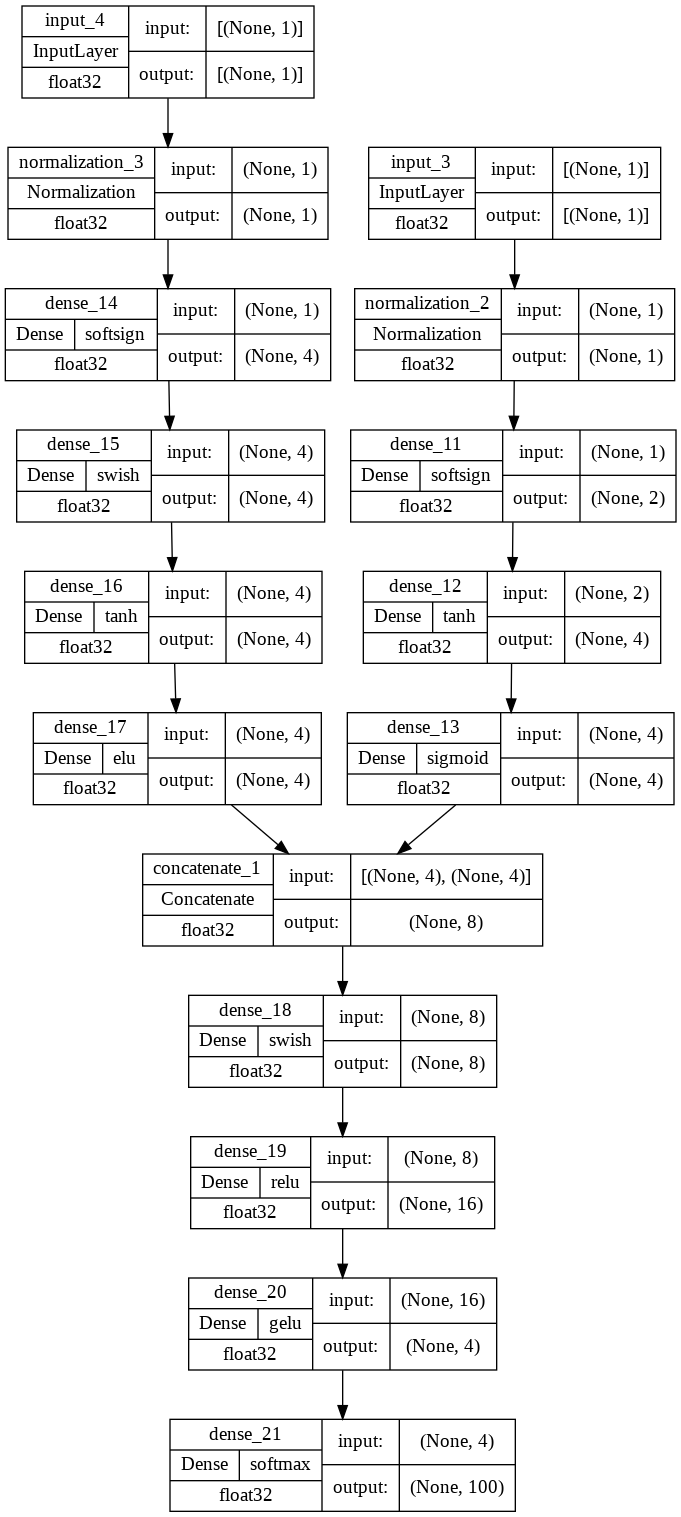 input_4
InputLayer
float32
input:
[(None, 1)]
output:
[(None, 1)]
normalization_3
Normalization
float32
input:
(None, 1)
output:
(None, 1)
input_3
InputLayer
float32
input:
[(None, 1)]
output:
[(None, 1)]
dense_14
Dense softsign
float32
input:
(None, 1)
output:
(None, 4)
normalization_2
Normalization
float32
input:
(None, 1)
output:
(None, 1)
dense_15
Dense swish
float32
input:
(None, 4)
output:
(None, 4)
dense_11
Dense softsign
float32
input:
(None, 1)
output:
(None, 2)
dense_16
Dense tanh
float32
input:
(None, 4)
output:
(None, 4)
dense_12
Dense tanh
float32
input:
(None, 2)
output:
(None, 4)
dense_17
Dense elu
float32
input:
(None, 4)
output:
(None, 4)
dense_13
Dense sigmoid
float32
input:
(None, 4)
output:
(None, 4)
concatenate_1
Concatenate
float32
input:
[(None, 4), (None, 4)]
output:
(None, 8)
dense_18
Dense swish
float32
input:
(None, 8)
output:
(None, 8)
dense_19
Dense relu
float32
input:
(None, 8)
output:
(None, 16)
dense_20
Dense gelu
float32
input:
(None, 16)
output:
(None, 4)
dense_21
Dense softmax
float32
input:
(None, 4)
output:
(None, 100)